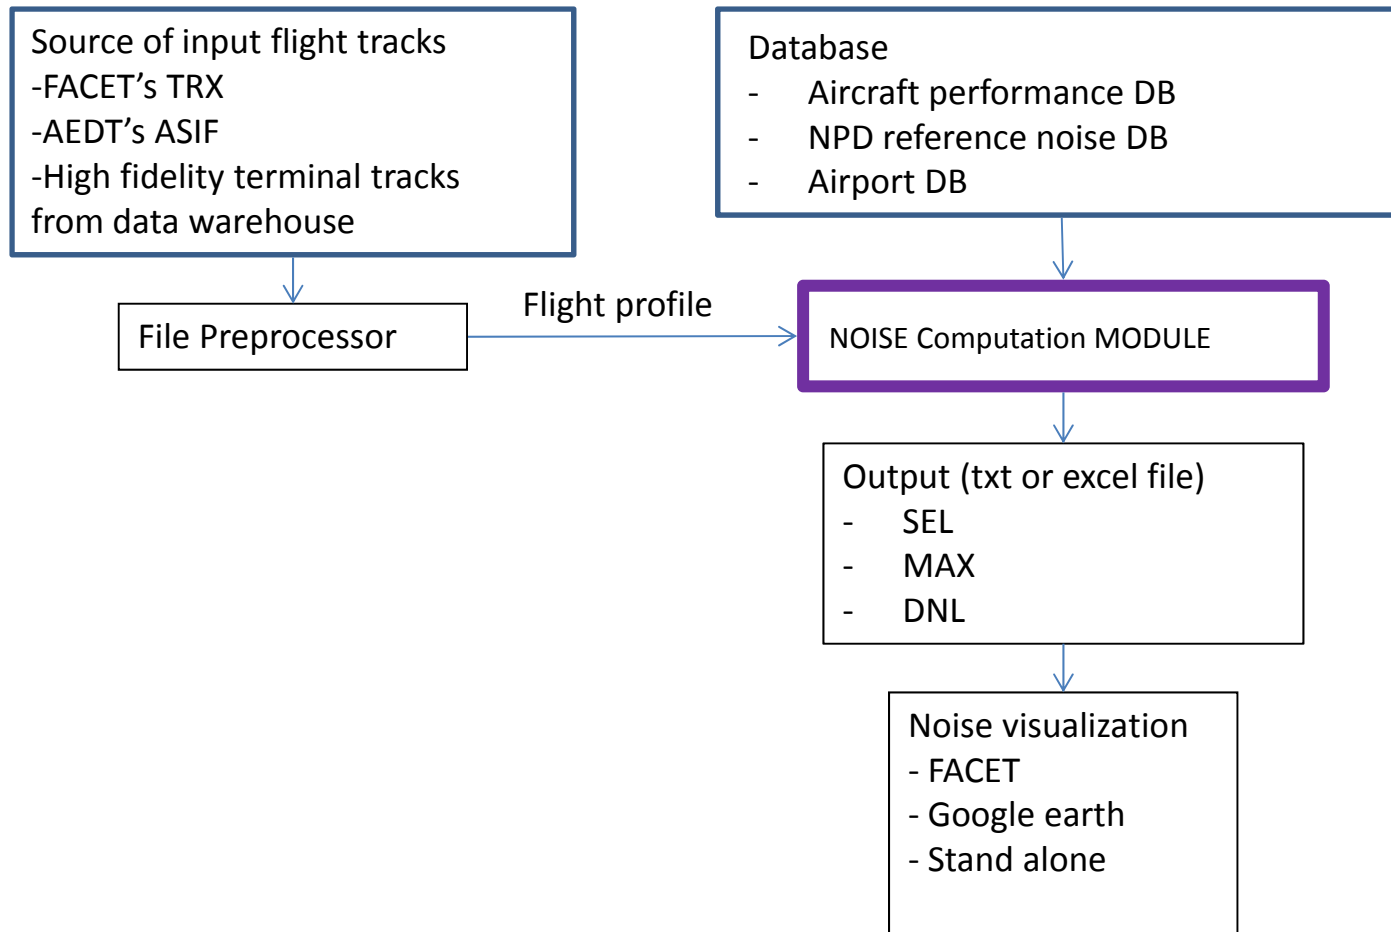 Source of input flight tracks
-FACET’s TRX
-AEDT’s ASIF
-High fidelity terminal tracks
from data warehouse
Database
- Aircraft performance DB
- NPD reference noise DB
- Airport DB
File Preprocessor
Flight profile
NOISE Computation MODULE
Output (txt or excel file)
- SEL
- MAX
- DNL
Noise visualization
- FACET
- Google earth
- Stand alone